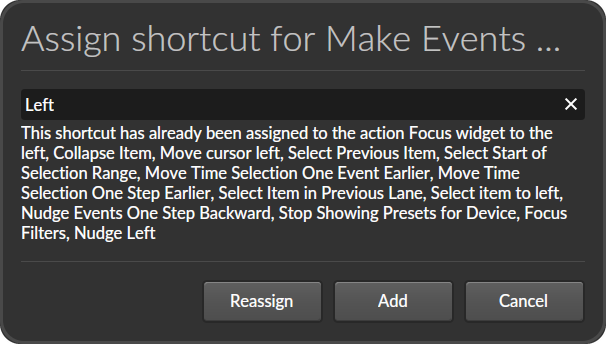 Assign shortcut for Make Events ...
Left ✕
This shortcut has already been assigned to the action Focus widget to the
left, Collapse Item, Move cursor left, Select Previous Item, Select Start of
Selection Range, Move Time Selection One Event Earlier, Move Time
Selection One Step Earlier, Select Item in Previous Lane, Select item to left,
Nudge Events One Step Backward, Stop Showing Presets for Device, Focus
Filters, Nudge Left
Reassign Add Cancel